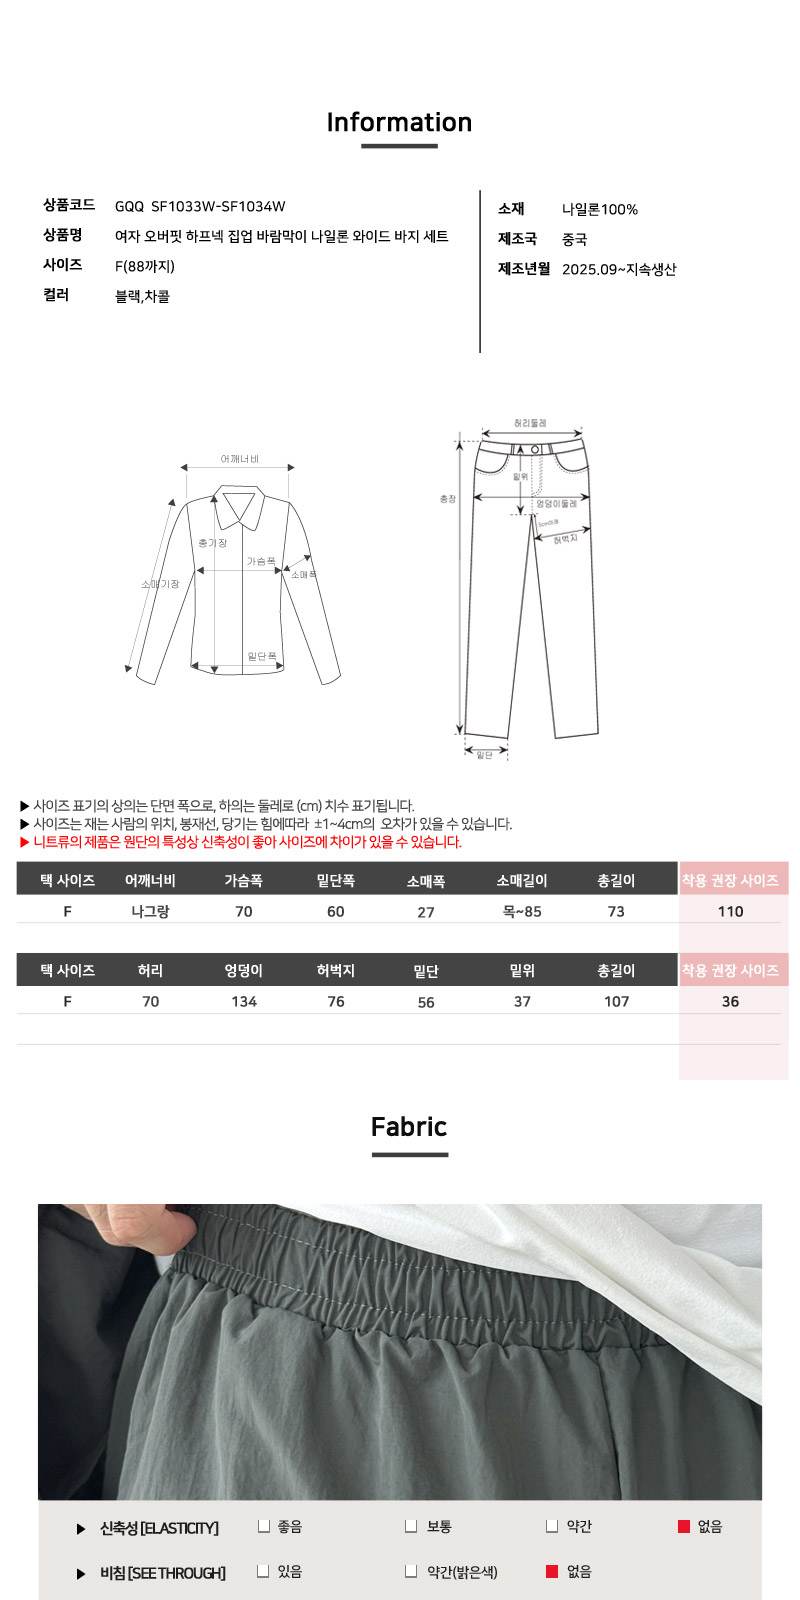 Information
상품코드 GQQ SF1033W-SF1034W
상품명 여자 오버핏 하프넥 집업 바람막이 나일론 와이드 바지 세트
사이즈 F(88까지)
컬러 블랙,차콜
소재 나일론100%
제조국 중국
제조년월 2025.09~지속생산
어깨너비
총기장
가슴폭
소매기장
소매폭
밑단폭
허리둘레
밑위
총장
엉덩이둘레
허벅지
밑단
▶ 사이즈 표기의 상의는 단면 폭으로, 하의는 둘레로 (cm) 치수 표기됩니다.
▶ 사이즈는 재는 사람의 위치, 봉재선, 당기는 힘에따라 ±1~4cm의 오차가 있을 수 있습니다.
▶ 니트류의 제품은 원단의 특성상 신축성이 좋아 사이즈에 차이가 있을 수 있습니다.
택 사이즈 어깨너비 가슴폭 밑단폭 소매폭 소매길이 총길이 착용 권장 사이즈
F 나그랑 70 60 27 목~85 73 110
택 사이즈 허리 엉덩이 허벅지 밑단 밑위 총길이 착용 권장 사이즈
F 70 134 76 56 37 107 36
Fabric
▶ 신축성 [ELASTICITY] 좋음 보통 약간 없음
▶ 비침 [SEE THROUGH] 있음 약간(밝은색) 없음